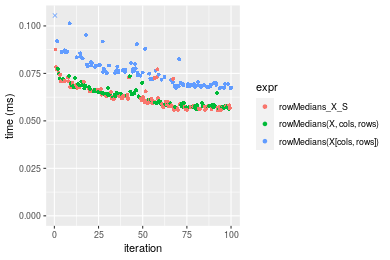 0.100
0.075
0.050
0.025
0.000
0
25
50
75
100
iteration
time (ms)
expr
rowMedians_X_S
rowMedians(X, cols, rows)
rowMedians(X[cols, rows])